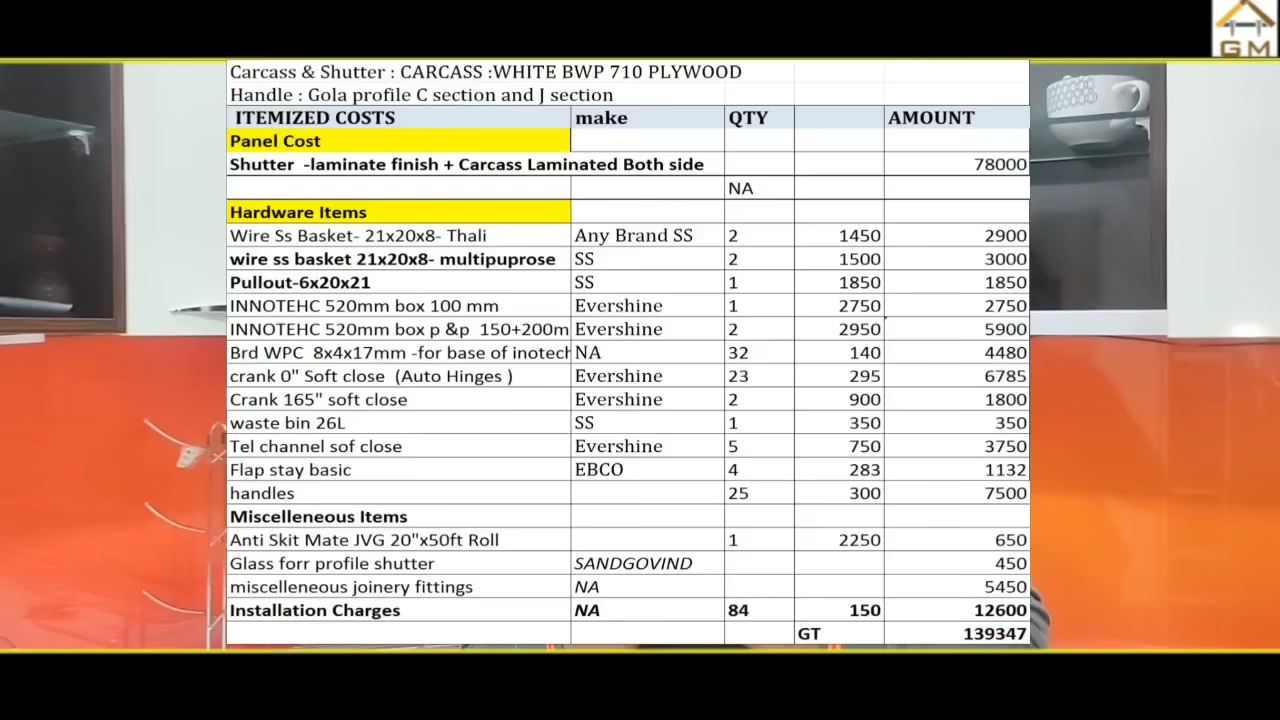 GM
Carcass & Shutter : CARCASS :WHITE BWP 710 PLYWOOD
Handle : Gola profile C section and J section
ITEMIZED COSTS make QTY AMOUNT
Panel Cost
Shutter -laminate finish + Carcass Laminated Both side 78000
NA
Hardware Items
Wire Ss Basket- 21x20x8- Thali Any Brand SS 2 1450 2900
wire ss basket 21x20x8- multipuprose SS 2 1500 3000
Pullout-6x20x21 SS 1 1850 1850
INNOTEHC 520mm box 100 mm Evershine 1 2750 2750
INNOTEHC 520mm box p &p 150+200m Evershine 2 2950 5900
Brd WPC 8x4x17mm -for base of inotech NA 32 140 4480
crank 0" Soft close (Auto Hinges ) Evershine 23 295 6785
Crank 165" soft close Evershine 2 900 1800
waste bin 26L SS 1 350 350
Tel channel sof close Evershine 5 750 3750
Flap stay basic EBCO 4 283 1132
handles 25 300 7500
Miscelleneous Items
Anti Skit Mate JVG 20"x50ft Roll 1 2250 650
Glass forr profile shutter SANDGOVIND 450
miscelleneous joinery fittings NA 5450
Installation Charges NA 84 150 12600
GT 139347